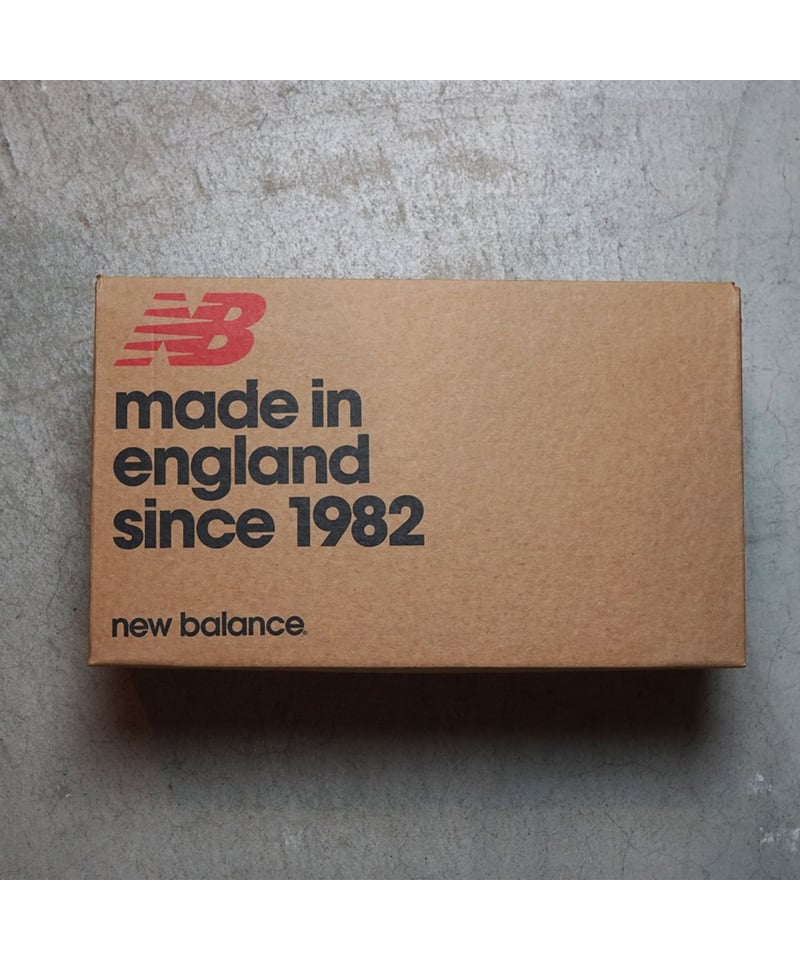 NB
made in
england
since 1982
new balance